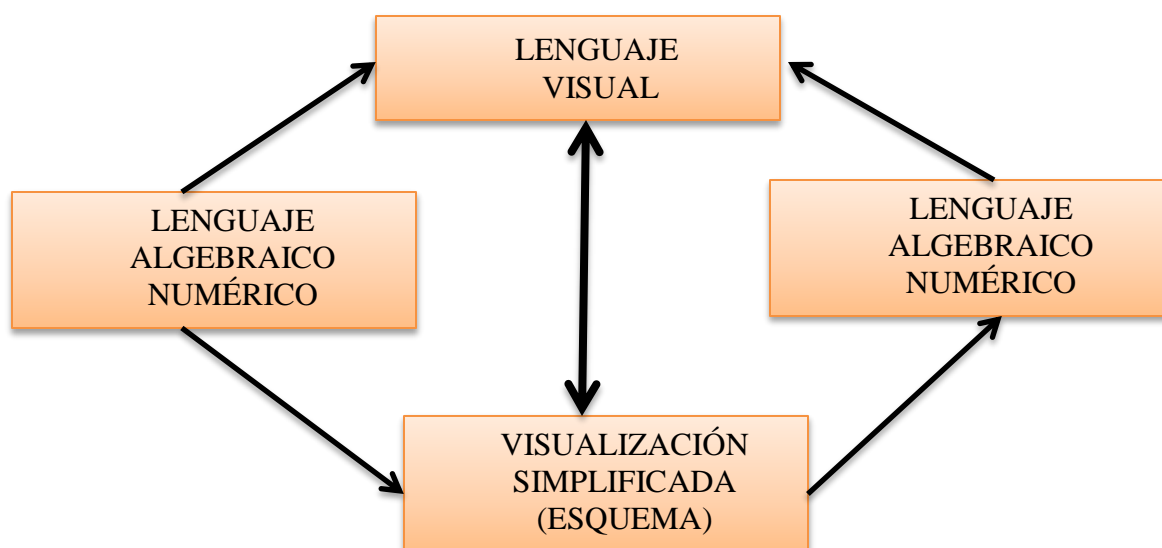 LENGUAJE
VISUAL
LENGUAJE
ALGEBRAICO
NUMÉRICO
LENGUAJE
ALGEBRAICO
NUMÉRICO
VISUALIZACIÓN
SIMPLIFICADA
(ESQUEMA)